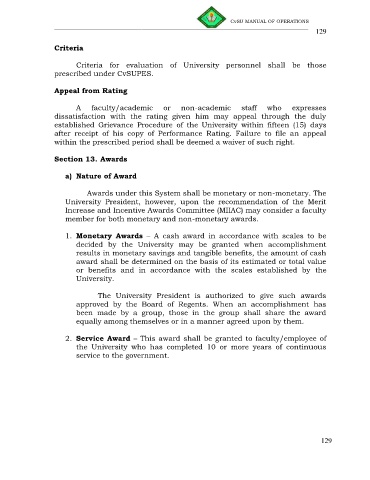 CvSU MANUAL OF OPERATIONS
129
Criteria
Criteria for evaluation of University personnel shall be those
prescribed under CvSUPES.
Appeal from Rating
A faculty/academic or non-academic staff who expresses
dissatisfaction with the rating given him may appeal through the duly
established Grievance Procedure of the University within fifteen (15) days
after receipt of his copy of Performance Rating. Failure to file an appeal
within the prescribed period shall be deemed a waiver of such right.
Section 13. Awards
a) Nature of Award
Awards under this System shall be monetary or non-monetary. The
University President, however, upon the recommendation of the Merit
Increase and Incentive Awards Committee (MIIAC) may consider a faculty
member for both monetary and non-monetary awards.
1. Monetary Awards – A cash award in accordance with scales to be
decided by the University may be granted when accomplishment
results in monetary savings and tangible benefits, the amount of cash
award shall be determined on the basis of its estimated or total value
or benefits and in accordance with the scales established by the
University.
The University President is authorized to give such awards
approved by the Board of Regents. When an accomplishment has
been made by a group, those in the group shall share the award
equally among themselves or in a manner agreed upon by them.
2. Service Award – This award shall be granted to faculty/employee of
the University who has completed 10 or more years of continuous
service to the government.
129